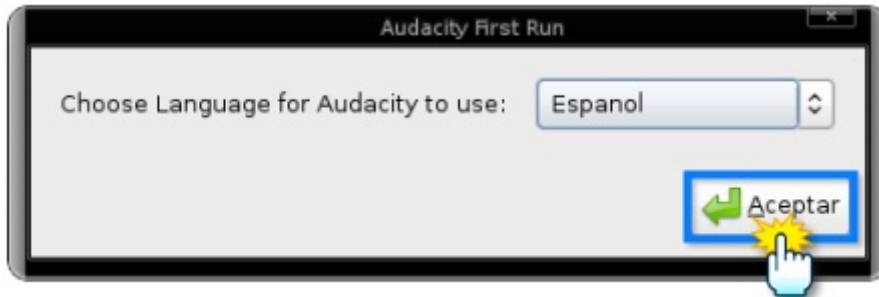 Audacity First Run
Choose Language for Audacity to use: Espanol
Aceptar